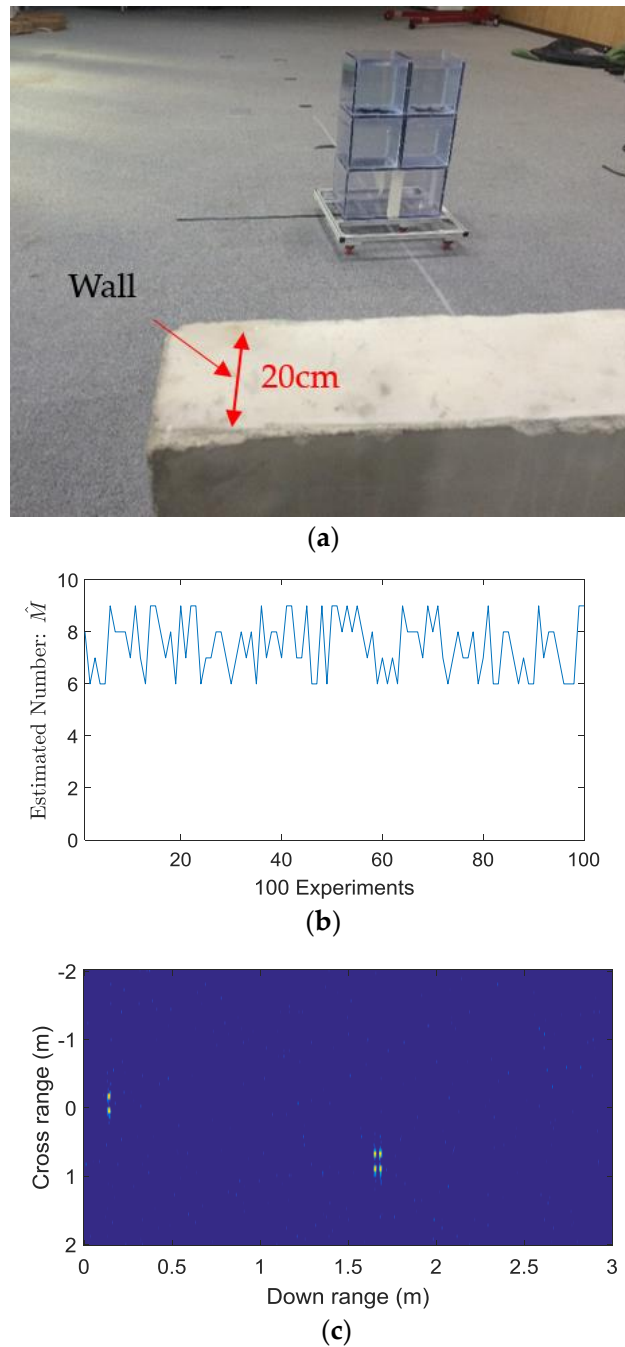 Wall
20cm
(a)
10
8
6
4
2
0
Estimated Number: M̂
20 40 60 80 100
100 Experiments
(b)
-2
-1
0
1
2
Cross range (m)
0 0.5 1 1.5 2 2.5 3
Down range (m)
(c)